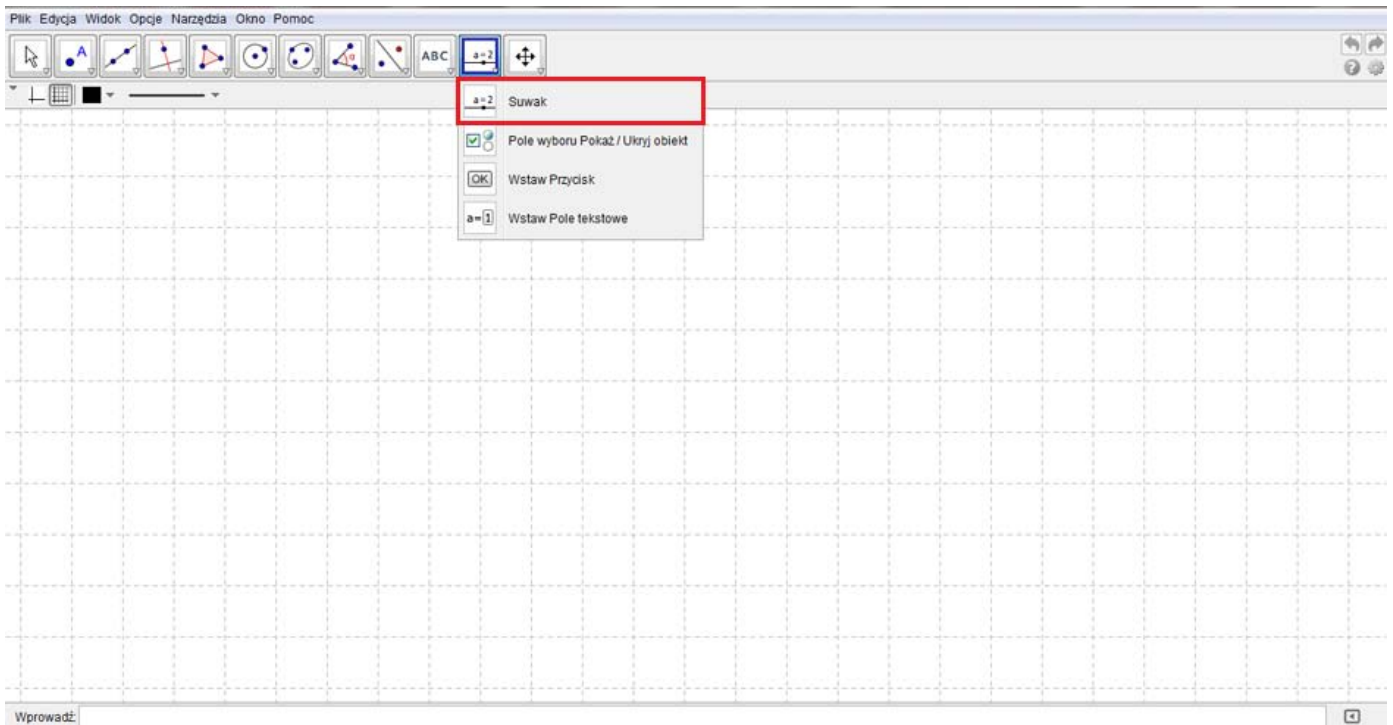 Plik Edycja Widok Opcje Narzędzia Okno Pomoc
A
α
ABC
a=2
a=2 Suwak
Pole wyboru Pokaż / Ukryj obiekt
OK Wstaw Przycisk
a=1 Wstaw Pole tekstowe
Wprowadź: